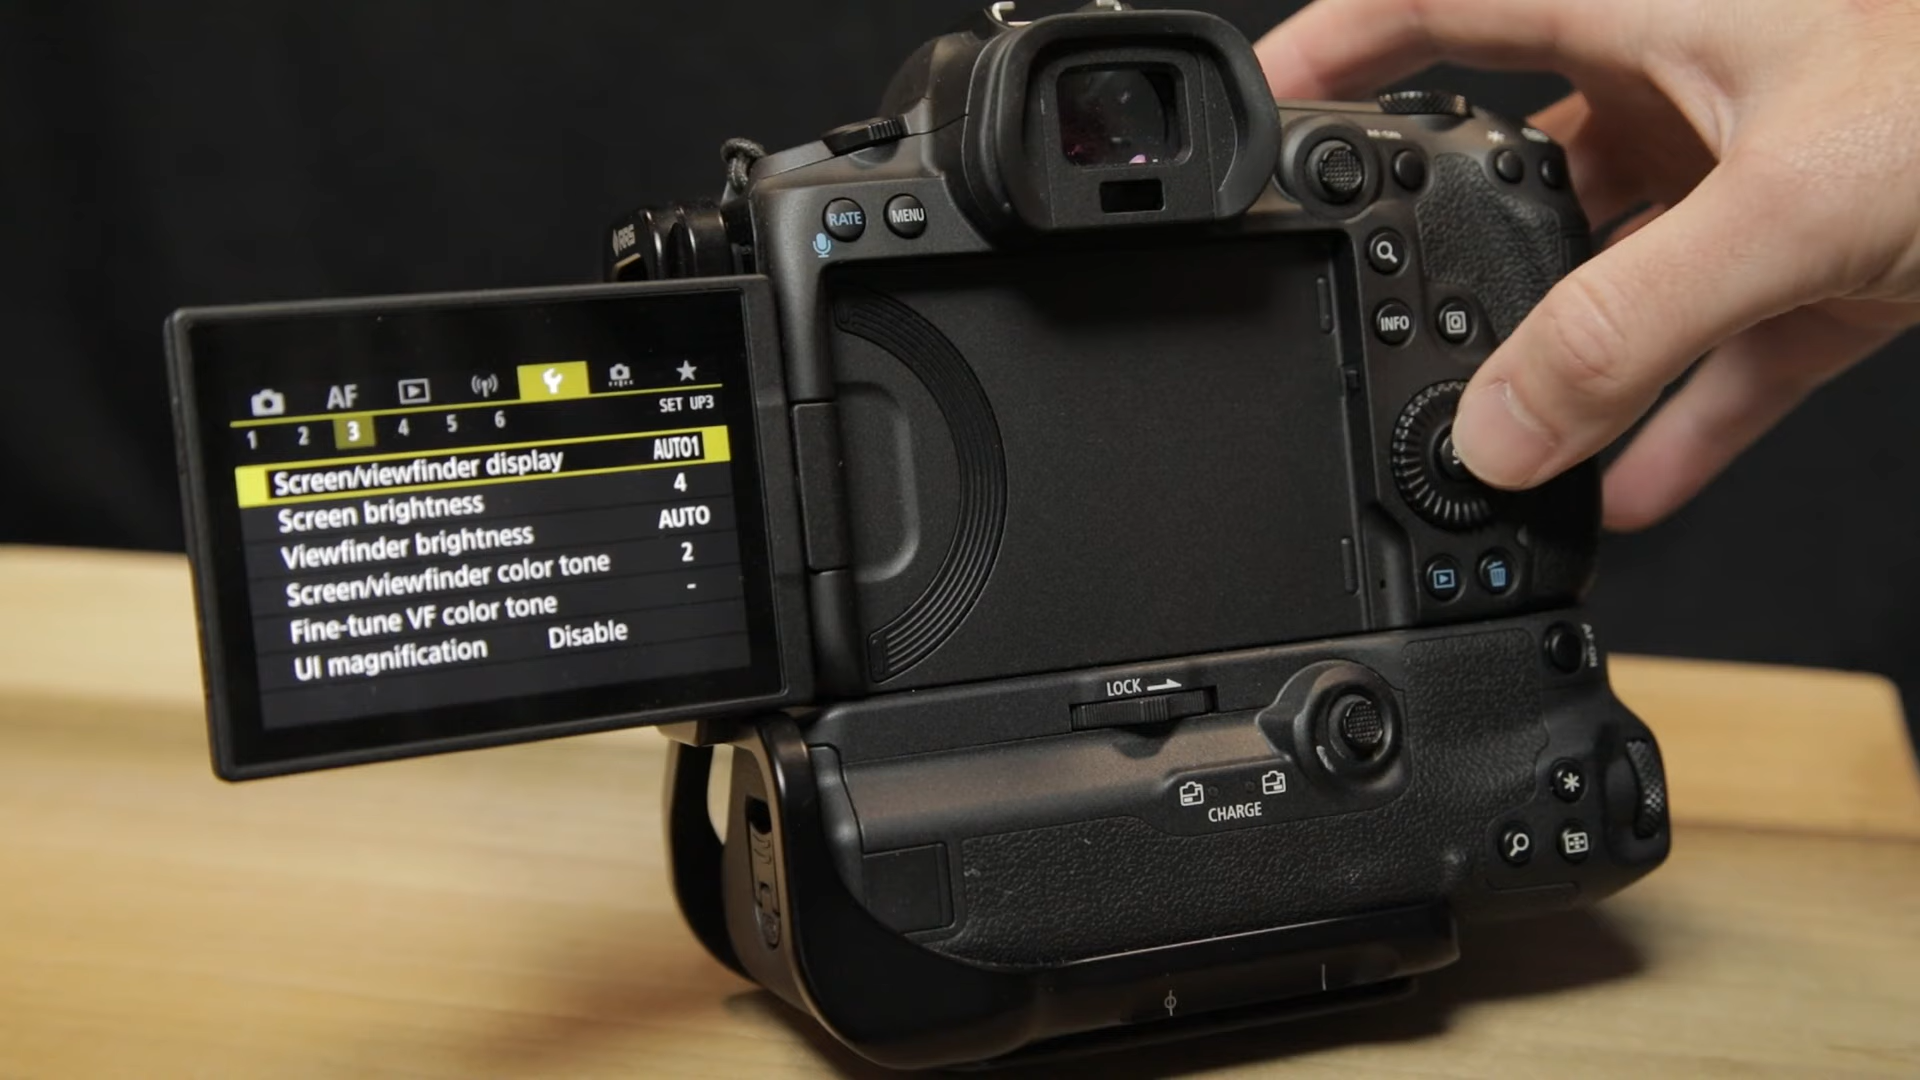 RATE
MENU
INFO
AF
SET UP3
1 2 3 4 5 6
Screen/viewfinder display AUTO1
Screen brightness 4
Viewfinder brightness AUTO
Screen/viewfinder color tone 2
Fine-tune VF color tone -
UI magnification Disable
LOCK
CHARGE